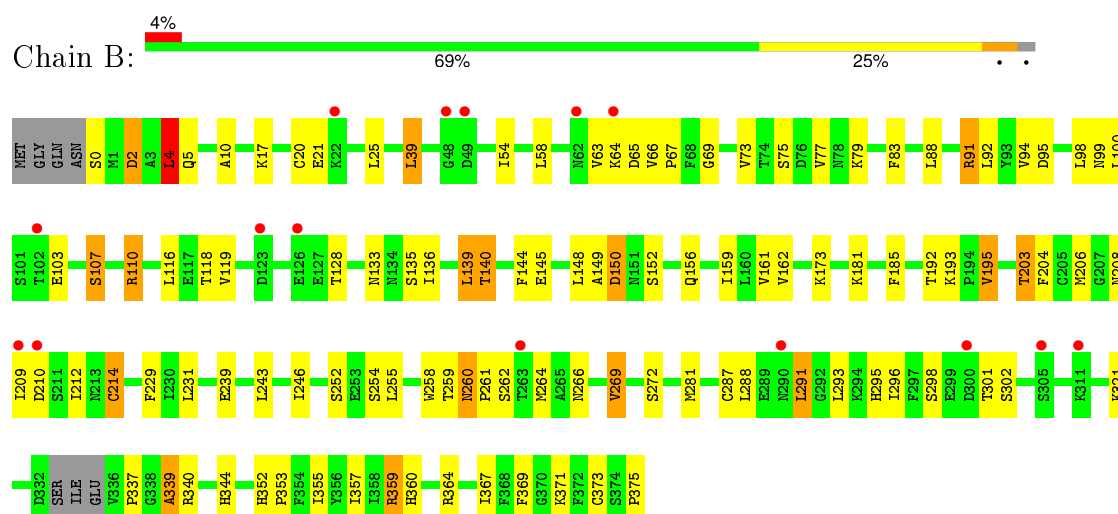 4%
Chain B:
69% 25% • •
MET GLY GLN ASN S0 M1 D2 A3 L4 Q5 A10 K17 C20 E21 K22 L25 L39 G48 D49 I54 L58 N62 V63 K64 D65 V66 P67 F68 G69 V73 T74 S75 D76 V77 N78 K79 F83 L88 R91 L92 Y93 V94 D95 L98 N99 L100
S101 T102 E103 S107 R110 L116 E117 T118 V119 D123 E126 E127 T128 N133 N134 S135 I136 L139 T140 F144 E145 L148 A149 D150 N151 S152 Q156 I159 L160 V161 V162 K173 K181 F185 T192 K193 P194 V195 T203 F204 C205 M206 G207 N208
I209 D210 S211 I212 N213 C214 F229 I230 L231 E239 L243 I246 S252 E253 S254 L255 W258 T259 N260 P261 S262 T263 M264 A265 N266 V269 S272 M281 C287 L288 E289 N290 L291 G292 L293 K294 H295 I296 F297 S298 E299 D300 T301 S302 S305 K311
D332 SER ILE GLU V336 P337 G338 A339 R340 H344 H352 P353 F354 I355 Y356 I357 I358 R359 H360 R364 I367 F368 F369 G370 K371 F372 C373 S374 P375